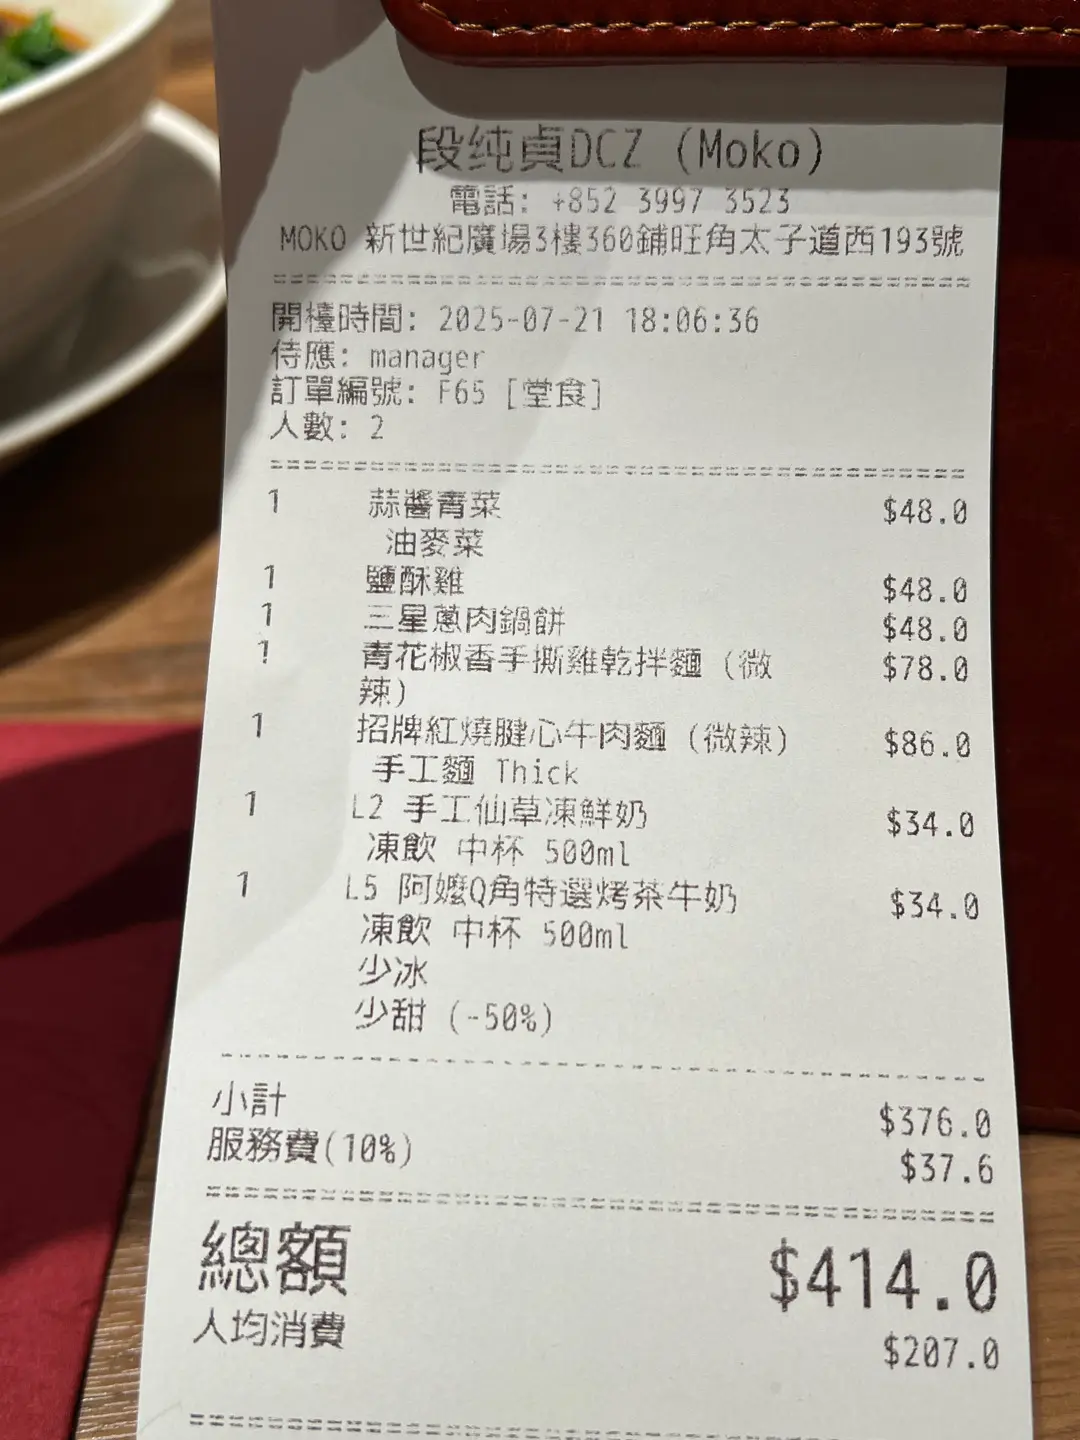 段纯貞DCZ (Moko)
電話: +852 3997 3523
MOKO 新世紀廣場3樓360鋪旺角太子道西193號
開檯時間: 2025-07-21 18:06:36
侍應: manager
訂單編號: F65 [堂食]
人數: 2
1 蒜醬青菜 $48.0
油麥菜
1 鹽酥雞 $48.0
1 三星蔥肉鍋餅 $48.0
1 青花椒香手撕雞乾拌麵 (微 $78.0
辣)
1 招牌紅燒腱心牛肉麵 (微辣) $86.0
手工麵 Thick
1 L2 手工仙草凍鮮奶 $34.0
凍飲 中杯 500ml
1 L5 阿嬤Q角特選烤茶牛奶 $34.0
凍飲 中杯 500ml
少冰
少甜 (-50%)
小計 $376.0
服務費(10%) $37.6
總額 $414.0
人均消費 $207.0